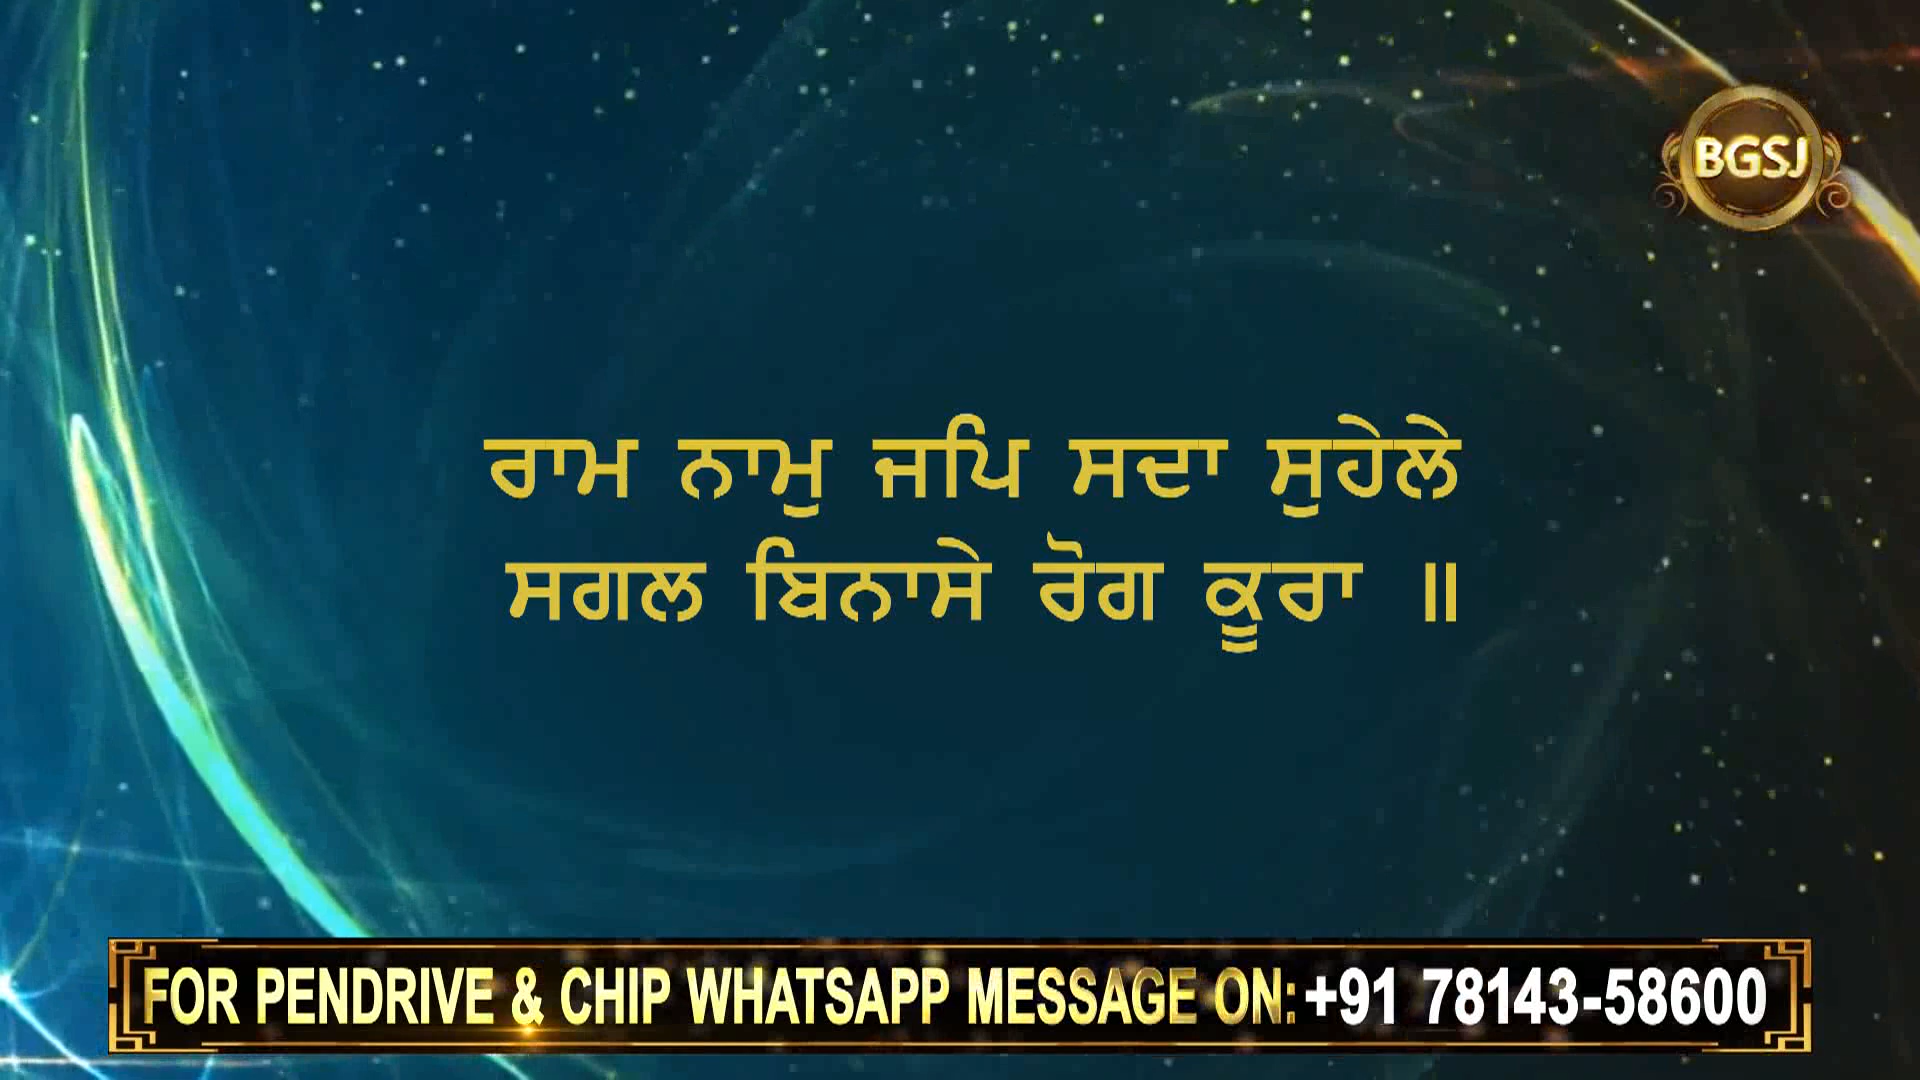 BGSJ
ਰਾਮ ਨਾਮੁ ਜਪਿ ਸਦਾ ਸੁਹੇਲੇ
ਸਗਲ ਬਿਨਾਸੇ ਰੋਗ ਕੂਰਾ ॥
FOR PENDRIVE & CHIP WHATSAPP MESSAGE ON: +91 78143-58600